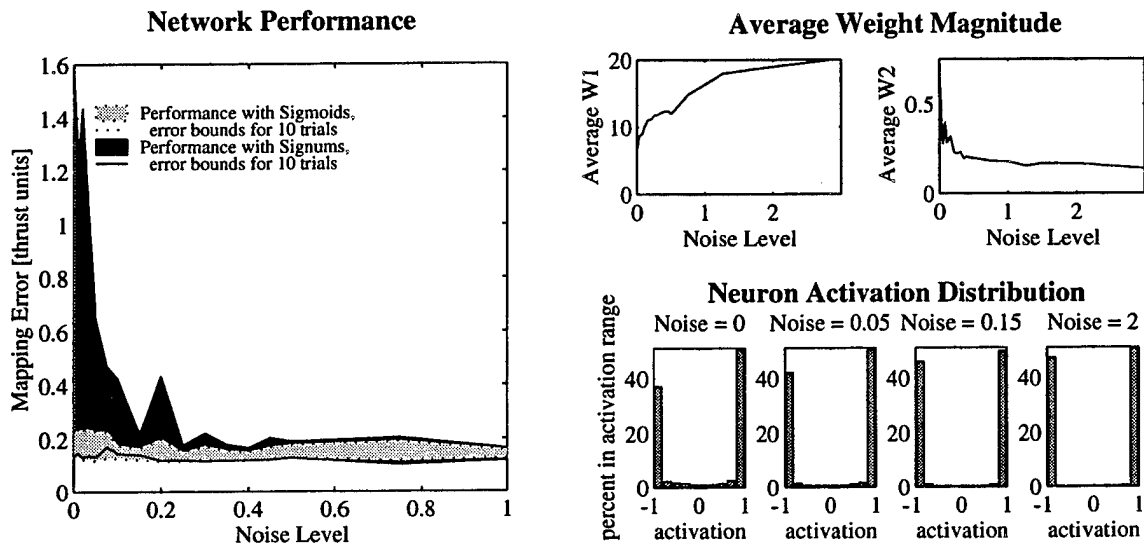 Network Performance
1.6
1.4
1.2
1
0.8
0.6
0.4
0.2
0
Mapping Error [thrust units]
Performance with Sigmoids,
error bounds for 10 trials
Performance with Signums,
error bounds for 10 trials
0 0.2 0.4 0.6 0.8 1
Noise Level
Average Weight Magnitude
Average W1
20
10
0
0 1 2
Noise Level
Average W2
0.5
0
0 1 2
Noise Level
Neuron Activation Distribution
percent in activation range
Noise = 0 Noise = 0.05 Noise = 0.15 Noise = 2
40 40 40 40
20 20 20 20
0 0 0 0
-1 0 1 -1 0 1 -1 0 1 -1 0 1
activation activation activation activation